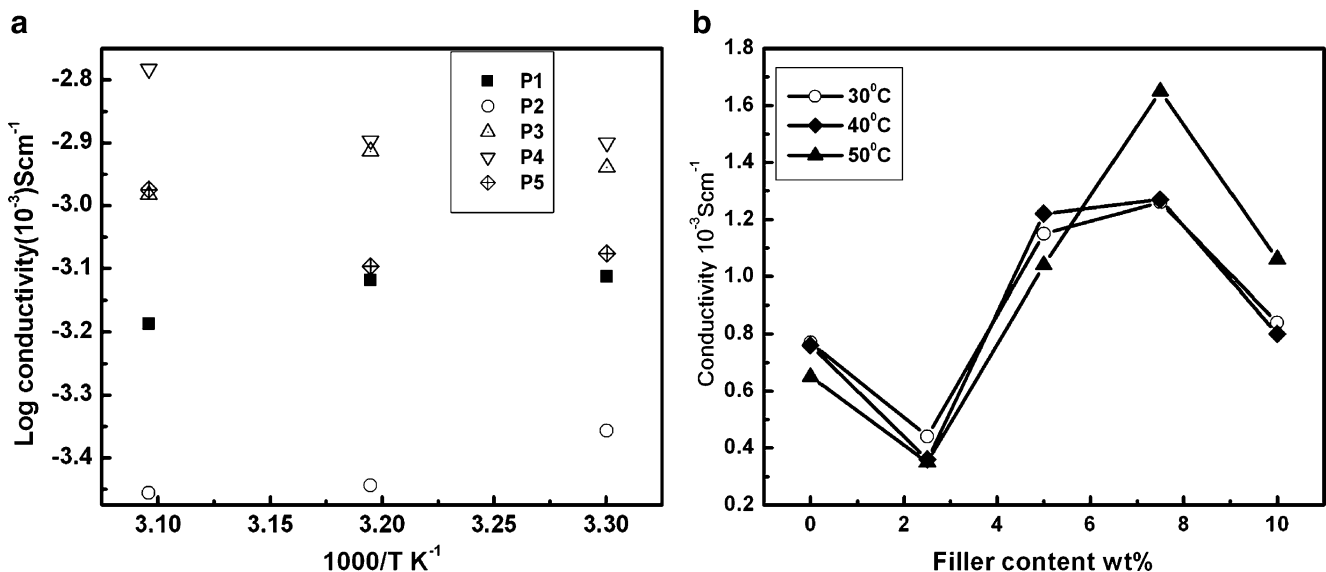 a
Log conductivity(10⁻³)Scm⁻¹
-2.8
-2.9
-3.0
-3.1
-3.2
-3.3
-3.4
3.10 3.15 3.20 3.25 3.30
1000/T K⁻¹
P1
P2
P3
P4
P5
b
Conductivity 10⁻³Scm⁻¹
1.8
1.6
1.4
1.2
1.0
0.8
0.6
0.4
0.2
0 2 4 6 8 10
Filler content wt%
30⁰C
40⁰C
50⁰C